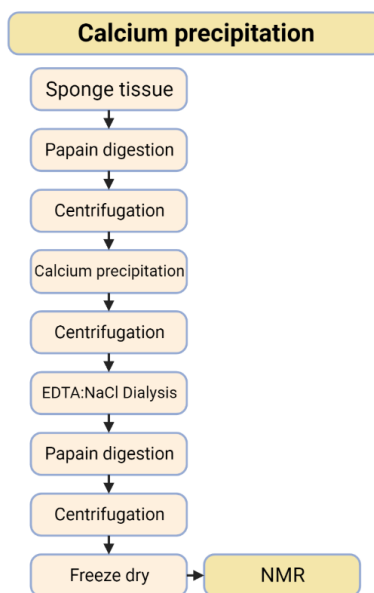 Calcium precipitation
Sponge tissue
Papain digestion
Centrifugation
Calcium precipitation
Centrifugation
EDTA:NaCl Dialysis
Papain digestion
Centrifugation
Freeze dry
NMR